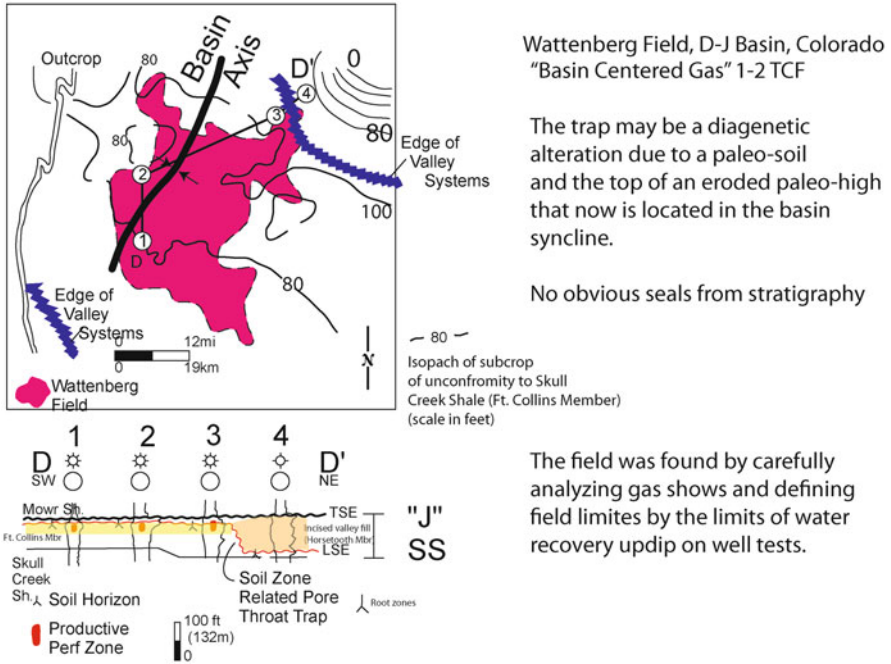 Outcrop
80
Basin
Axis
D'
0
4
3
80
80
2
Edge of
Valley
Systems
100
1
D
80
Edge of
Valley
Systems
0
12mi
0
19km
N
Wattenberg
Field
80
Isopach of subcrop
of unconfromity to Skull
Creek Shale (Ft. Collins Member)
(scale in feet)
Wattenberg Field, D-J Basin, Colorado
“Basin Centered Gas” 1-2 TCF
The trap may be a diagenetic
alteration due to a paleo-soil
and the top of an eroded paleo-high
that now is located in the basin
syncline.
No obvious seals from stratigraphy
1 2 3 4
D
SW
D'
NE
Mowr Sh.
TSE
"J"
SS
Ft. Collins Mbr
Incised valley fill
(Horsetooth Mbr)
LSE
Skull
Creek
Sh.
Soil Zone
Related Pore
Throat Trap
Soil Horizon
Root zones
Productive
Perf Zone
100 ft
(132m)
0
The field was found by carefully
analyzing gas shows and defining
field limites by the limits of water
recovery updip on well tests.